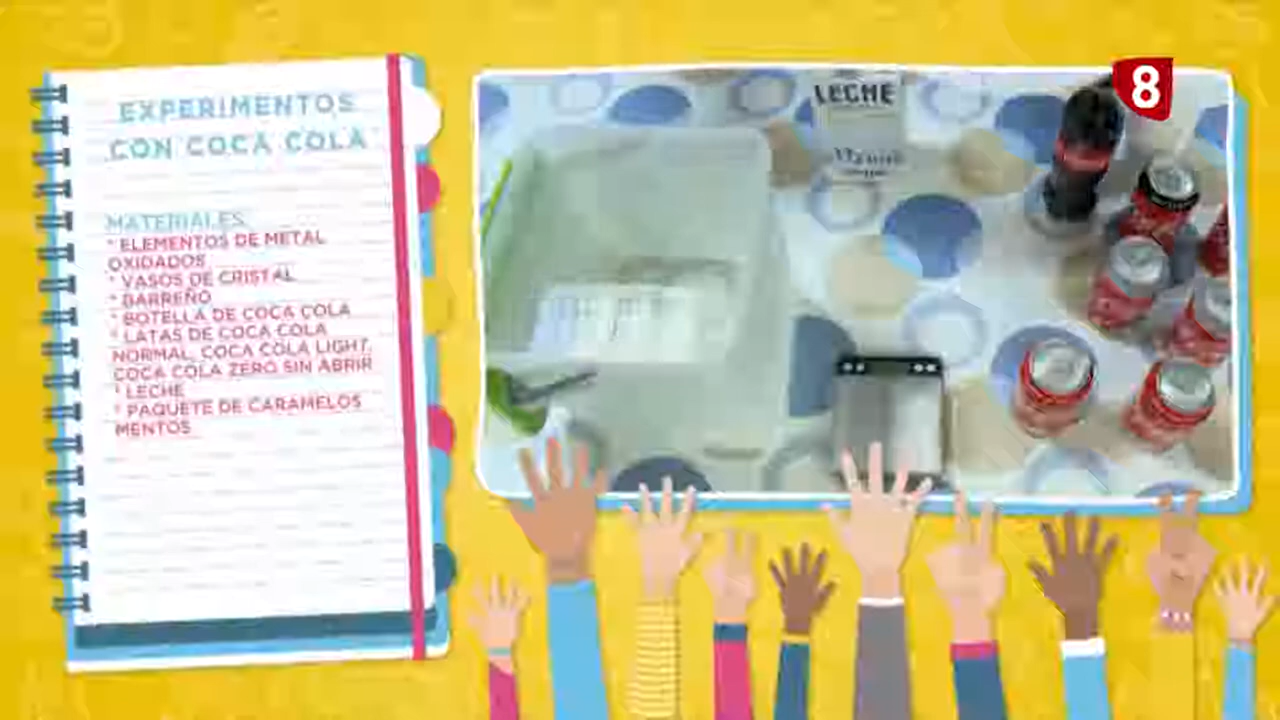 EXPERIMENTOS
CON COCA COLA
MATERIALES:
* ELEMENTOS DE METAL
OXIDADOS
* VASOS DE CRISTAL
* BARREÑO
* BOTELLA DE COCA COLA
* LATAS DE COCA COLA
NORMAL, COCA COLA LIGHT,
COCA COLA ZERO SIN ABRIR
* LECHE
* PAQUETE DE CARAMELOS
MENTOS
LECHE
8